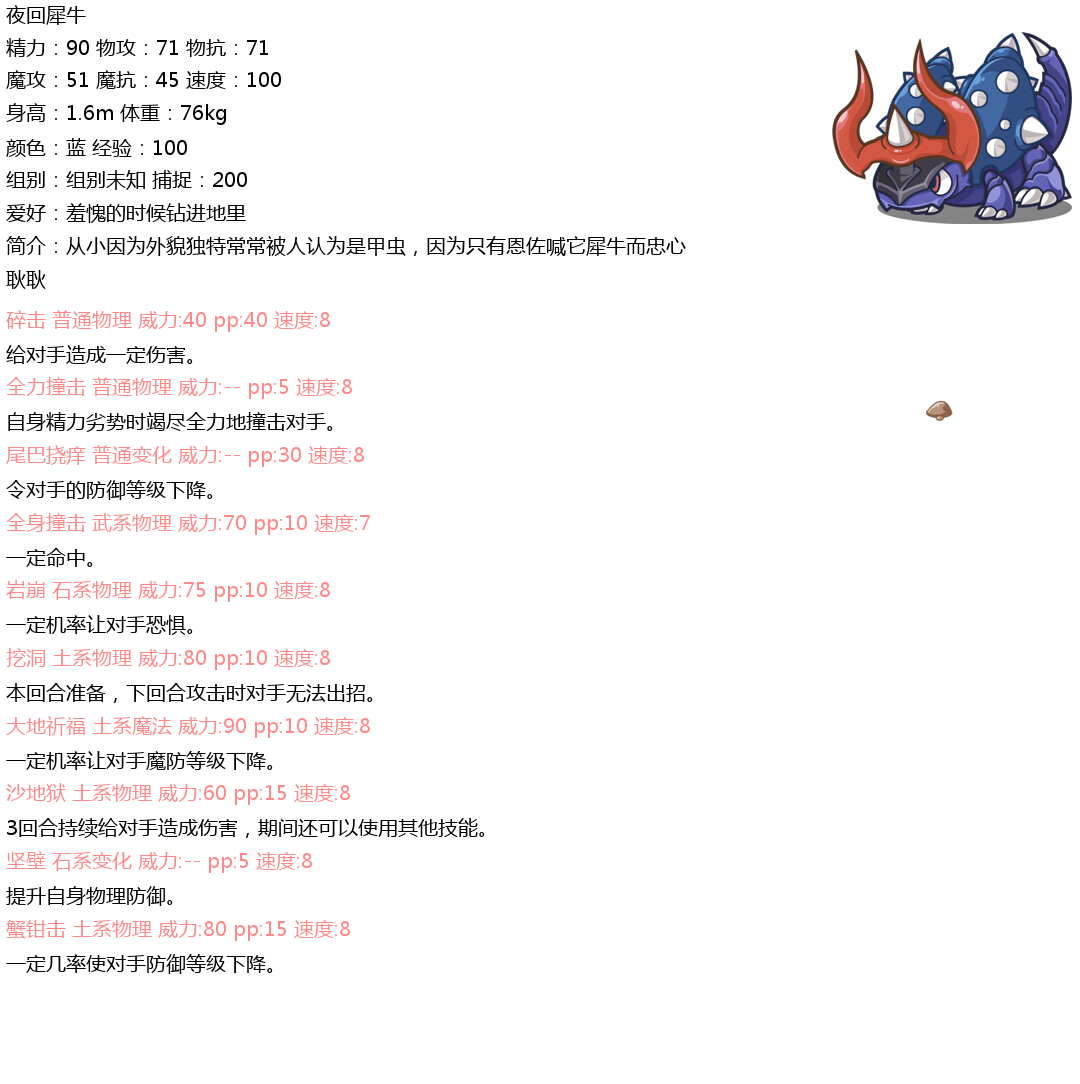 夜回犀牛
精力：90 物攻：71 物抗：71
魔攻：51 魔抗：45 速度：100
身高：1.6m 体重：76kg
颜色：蓝 经验：100
组别：组别未知 捕捉：200
爱好：羞愧的时候钻进地里
简介：从小因为外貌独特常常被人认为是甲虫，因为只有恩佐喊它犀牛而忠心
耿耿
碎击 普通物理 威力:40 pp:40 速度:8
给对手造成一定伤害。
全力撞击 普通物理 威力:-- pp:5 速度:8
自身精力劣势时竭尽全力地撞击对手。
尾巴挠痒 普通变化 威力:-- pp:30 速度:8
令对手的防御等级下降。
全身撞击 武系物理 威力:70 pp:10 速度:7
一定命中。
岩崩 石系物理 威力:75 pp:10 速度:8
一定机率让对手恐惧。
挖洞 土系物理 威力:80 pp:10 速度:8
本回合准备，下回合攻击时对手无法出招。
大地祈福 土系魔法 威力:90 pp:10 速度:8
一定机率让对手魔防等级下降。
沙地狱 土系物理 威力:60 pp:15 速度:8
3回合持续给对手造成伤害，期间还可以使用其他技能。
坚壁 石系变化 威力:-- pp:5 速度:8
提升自身物理防御。
蟹钳击 土系物理 威力:80 pp:15 速度:8
一定几率使对手防御等级下降。